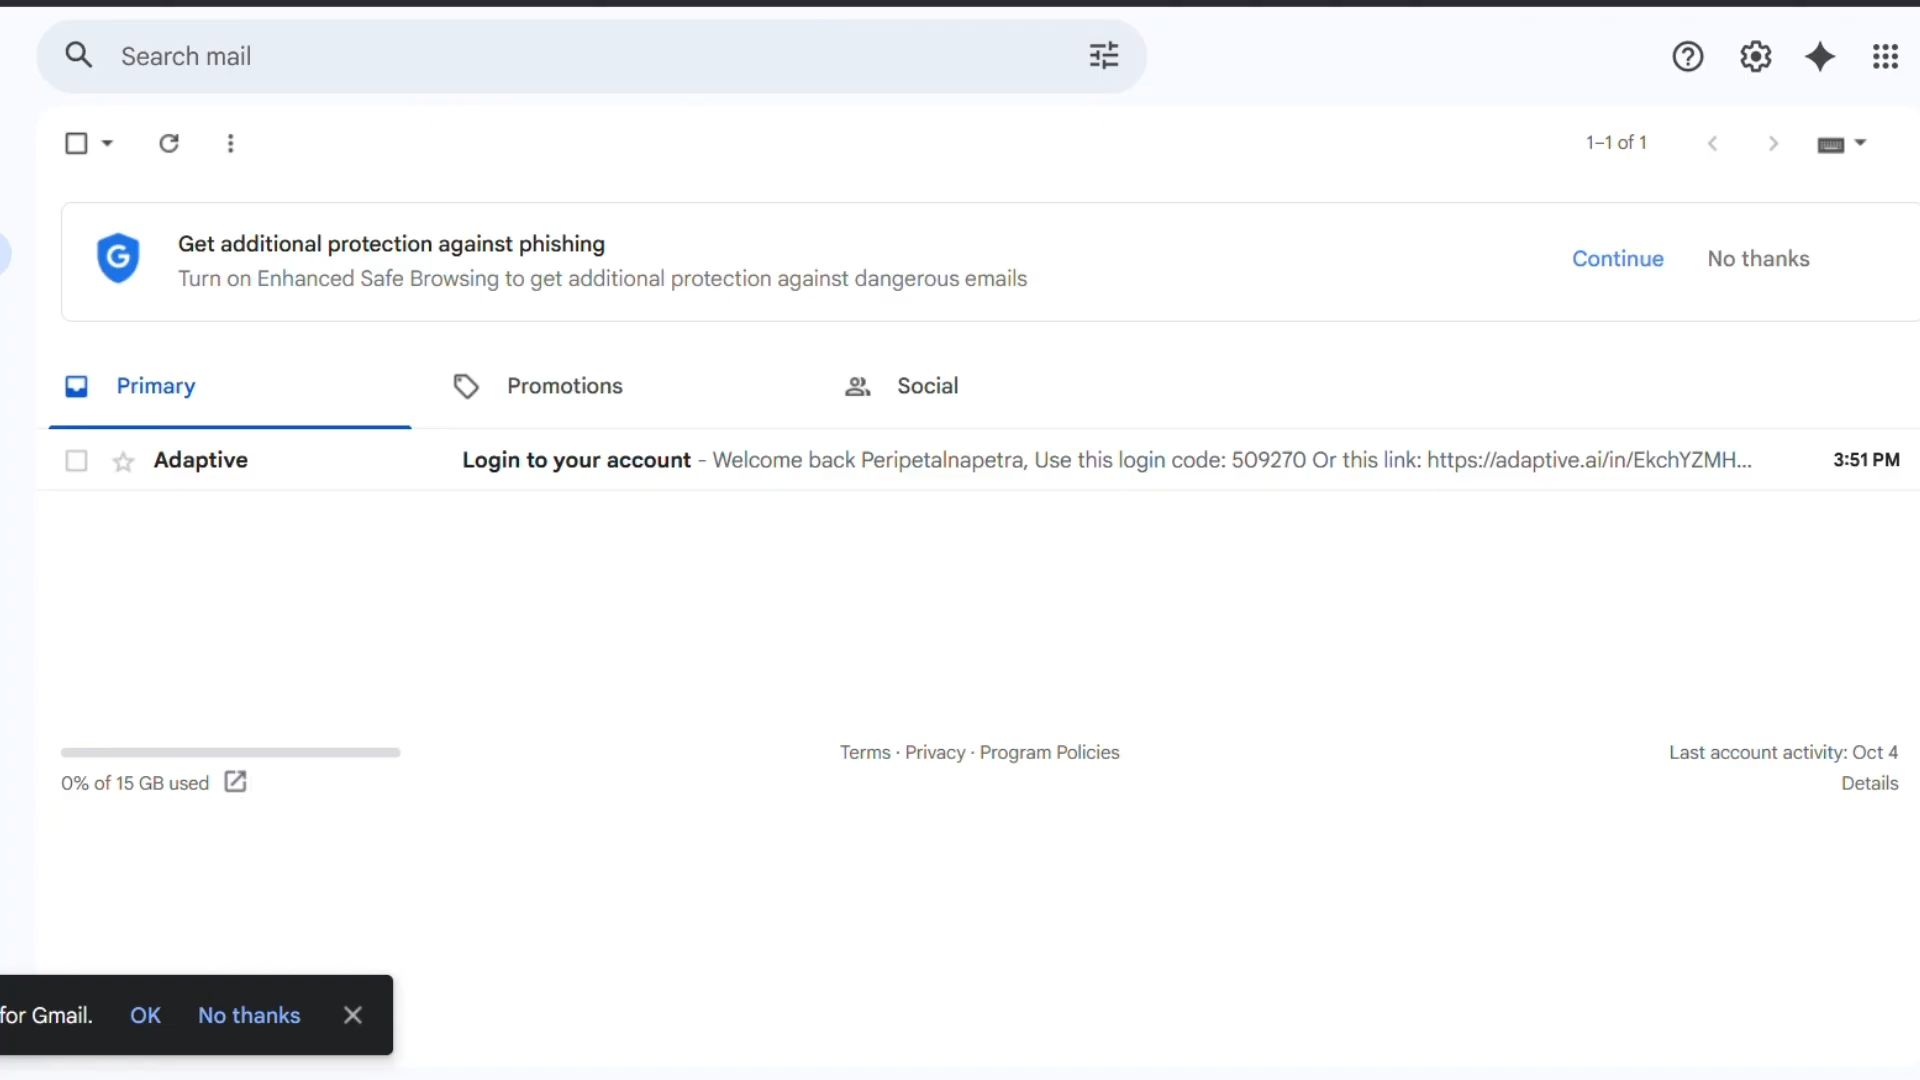 Search mail
1–1 of 1
Get additional protection against phishing
Turn on Enhanced Safe Browsing to get additional protection against dangerous emails
Continue No thanks
Primary Promotions Social
Adaptive Login to your account - Welcome back Peripetalnapetra, Use this login code: 509270 Or this link: https://adaptive.ai/in/EkchYZMH... 3:51 PM
Terms · Privacy · Program Policies Last account activity: Oct 4
0% of 15 GB used Details
for Gmail. OK No thanks